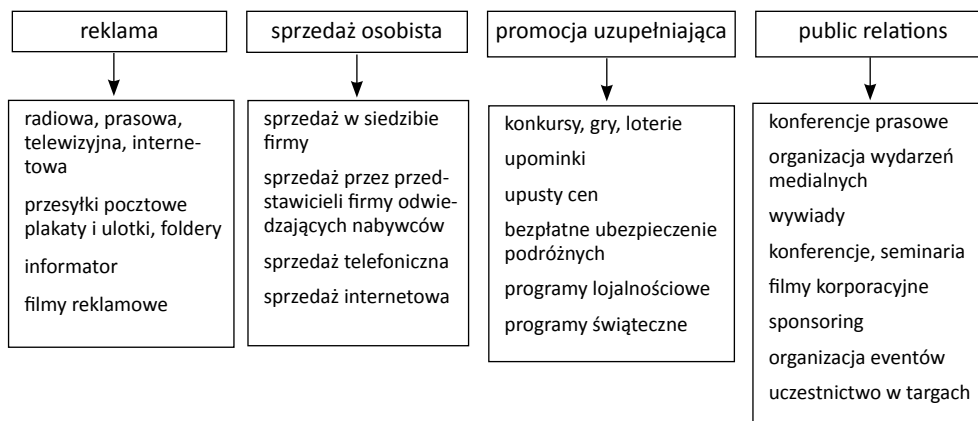 reklama
radiowa, prasowa,
telewizyjna, interne-
towa
przesyłki pocztowe
plakaty i ulotki, foldery
informator
filmy reklamowe
sprzedaż osobista
sprzedaż w siedzibie
firmy
sprzedaż przez przed-
stawicieli firmy odwie-
dzających nabywców
sprzedaż telefoniczna
sprzedaż internetowa
promocja uzupełniająca
konkursy, gry, loterie
upominki
upusty cen
bezpłatne ubezpieczenie
podróżnych
programy lojalnościowe
programy świąteczne
public relations
konferencje prasowe
organizacja wydarzeń
medialnych
wywiady
konferencje, seminaria
filmy korporacyjne
sponsoring
organizacja eventów
uczestnictwo w targach